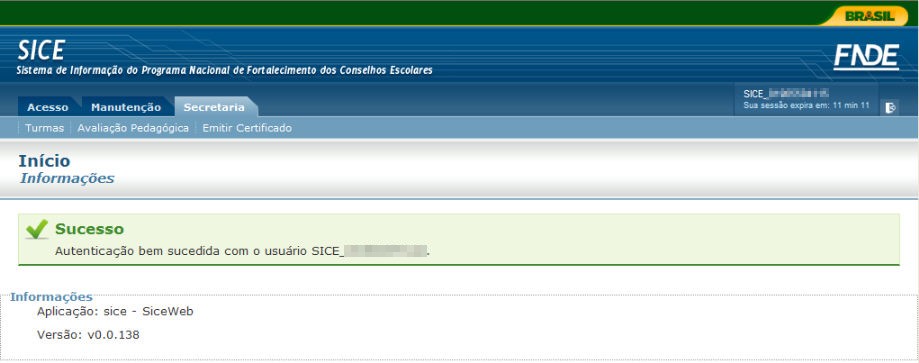 BRASIL
SICE
Sistema de Informação do Programa Nacional de Fortalecimento dos Conselhos Escolares
FNDE
Acesso Manutenção Secretaria
SICE_
Sua sessão expira em: 11 min 11
Turmas Avaliação Pedagógica Emitir Certificado
Início
Informações
Sucesso
Autenticação bem sucedida com o usuário SICE_ .
Informações
Aplicação: sice - SiceWeb
Versão: v0.0.138